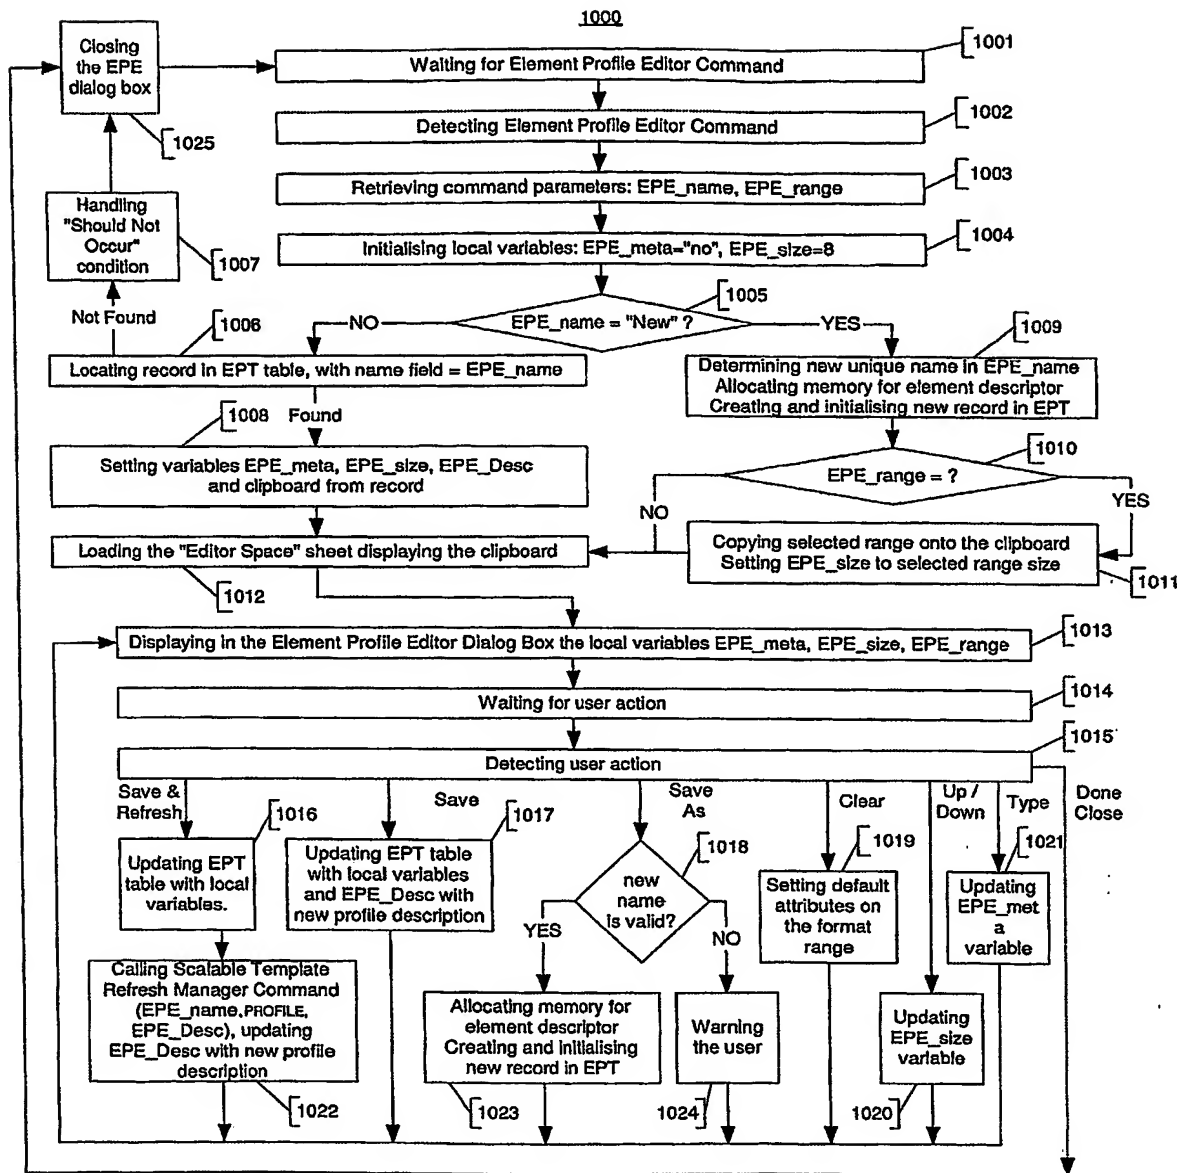 1000
Closing
the EPE
dialog box
1025
Waiting for Element Profile Editor Command
1001
Detecting Element Profile Editor Command
1002
Retrieving command parameters: EPE_name, EPE_range
1003
Initialising local variables: EPE_meta="no", EPE_size=8
1004
Handling
"Should Not
Occur"
condition
1007
Not Found
1006
NO
EPE_name = "New" ?
1005
YES
1009
Locating record in EPT table, with name field = EPE_name
Determining new unique name in EPE_name
Allocating memory for element descriptor
Creating and initialising new record in EPT
1008
Found
Setting variables EPE_meta, EPE_size, EPE_Desc
and clipboard from record
EPE_range = ?
1010
NO
YES
Loading the "Editor Space" sheet displaying the clipboard
1012
Copying selected range onto the clipboard
Setting EPE_size to selected range size
1011
Displaying in the Element Profile Editor Dialog Box the local variables EPE_meta, EPE_size, EPE_range
1013
Waiting for user action
1014
Detecting user action
1015
Save &
Refresh
Save
Save
As
Clear
Up /
Down
Type
Done
Close
1016
Updating EPT
table with local
variables.
1017
Updating EPT table
with local variables
and EPE_Desc with
new profile description
1018
new
name
is valid?
YES
NO
1019
Setting default
attributes on
the format
range
1021
Updating
EPE_met
a
variable
Calling Scalable Template
Refresh Manager Command
(EPE_name,PROFILE,
EPE_Desc), updating
EPE_Desc with new profile
description
1022
Allocating memory for
element descriptor
Creating and initialising
new record in EPT
1023
Warning
the user
1024
Updating
EPE_size
variable
1020